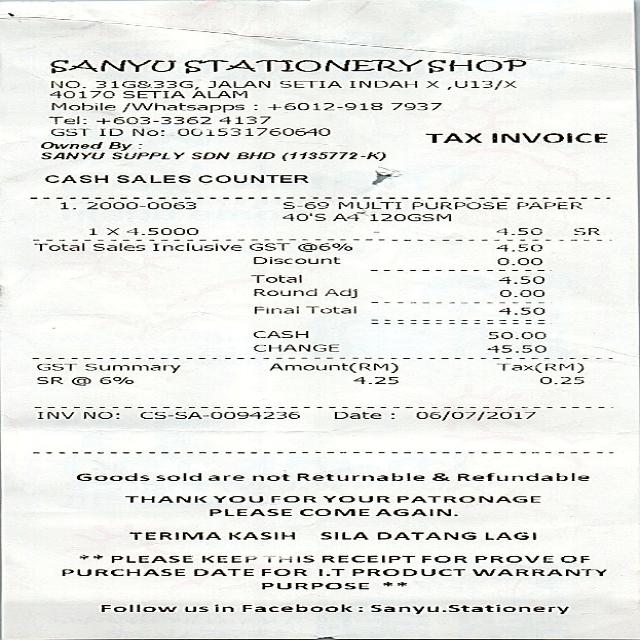 SANYU STATIONERY SHOP
NO. 31G&33G, JALAN SETIA INDAH X ,U13/X
40170 SETIA ALAM
Mobile /Whatsapps : +6012-918 7937
Tel: +603-3362 4137
GST ID No: 001531760640
TAX INVOICE
Owned By :
SANYU SUPPLY SDN BHD (1135772-K)
CASH SALES COUNTER
1. 2000-0063 S-69 MULTI PURPOSE PAPER
40'S A4 120GSM
1 X 4.5000 - 4.50 SR
Total Sales Inclusive GST @6% 4.50
Discount 0.00
Total 4.50
Round Adj 0.00
Final Total 4.50
CASH 50.00
CHANGE 45.50
GST Summary Amount(RM) Tax(RM)
SR @ 6% 4.25 0.25
INV NO: CS-SA-0094236 Date : 06/07/2017
Goods sold are not Returnable & Refundable
THANK YOU FOR YOUR PATRONAGE
PLEASE COME AGAIN.
TERIMA KASIH SILA DATANG LAGI
** PLEASE KEEP THIS RECEIPT FOR PROVE OF
PURCHASE DATE FOR I.T PRODUCT WARRANTY
PURPOSE **
Follow us in Facebook : Sanyu.Stationery